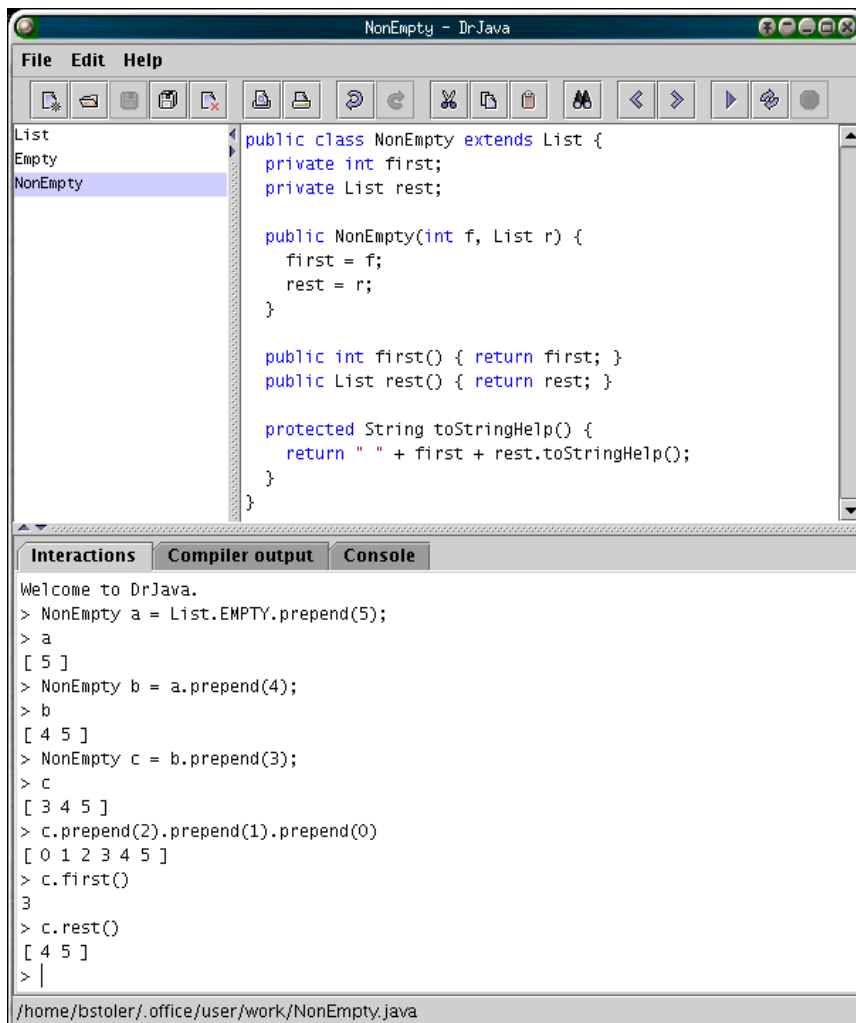 NonEmpty - DrJava
File Edit Help
List
Empty
NonEmpty
public class NonEmpty extends List {
  private int first;
  private List rest;

  public NonEmpty(int f, List r) {
    first = f;
    rest = r;
  }

  public int first() { return first; }
  public List rest() { return rest; }

  protected String toStringHelp() {
    return " " + first + rest.toStringHelp();
  }
}
Interactions Compiler output Console
Welcome to DrJava.
> NonEmpty a = List.EMPTY.prepend(5);
> a
[ 5 ]
> NonEmpty b = a.prepend(4);
> b
[ 4 5 ]
> NonEmpty c = b.prepend(3);
> c
[ 3 4 5 ]
> c.prepend(2).prepend(1).prepend(0)
[ 0 1 2 3 4 5 ]
> c.first()
3
> c.rest()
[ 4 5 ]
>
/home/bstoler/.office/user/work/NonEmpty.java